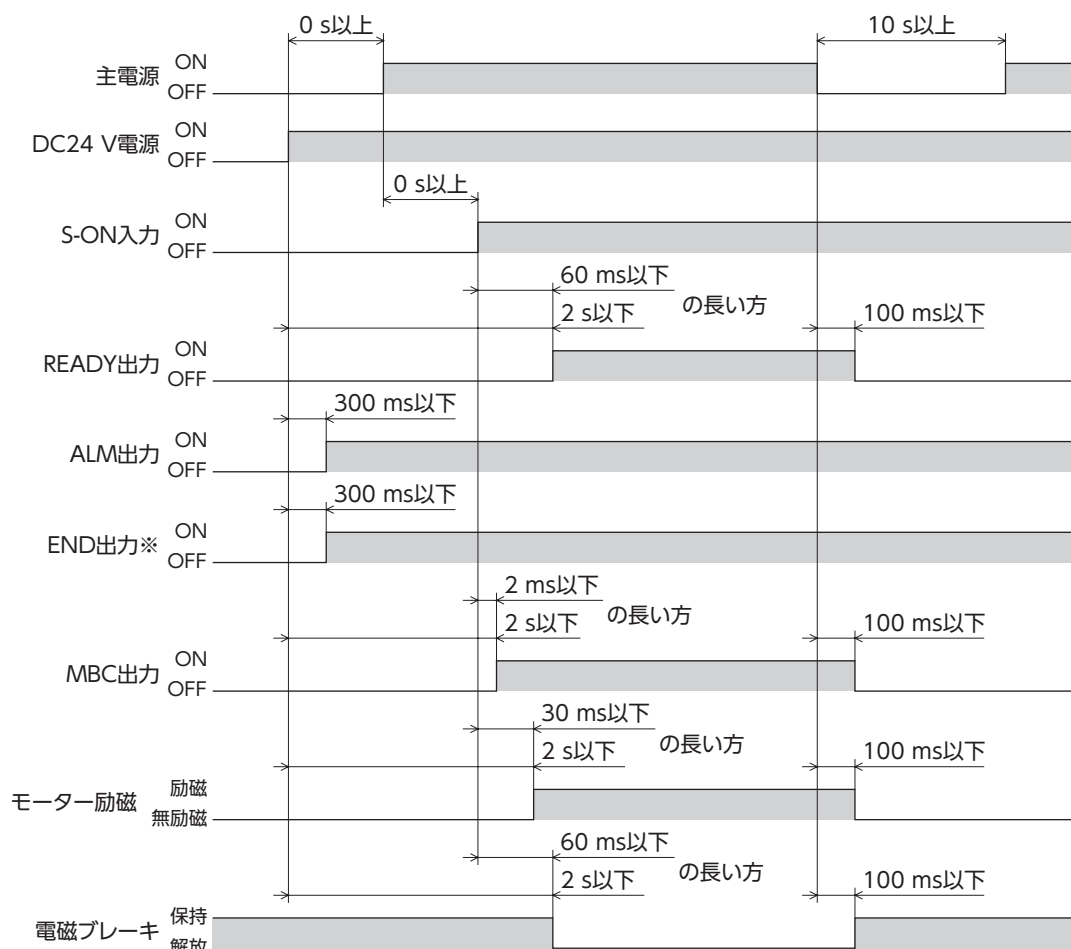 0 s以上
10 s以上
主電源
ON
OFF
DC24 V電源
ON
OFF
0 s以上
S-ON入力
ON
OFF
60 ms以下
2 s以下
の長い方
100 ms以下
READY出力
ON
OFF
300 ms以下
ALM出力
ON
OFF
300 ms以下
END出力※
ON
OFF
2 ms以下
2 s以下
の長い方
100 ms以下
MBC出力
ON
OFF
30 ms以下
2 s以下
の長い方
100 ms以下
モーター励磁
励磁
無励磁
60 ms以下
2 s以下
の長い方
100 ms以下
電磁ブレーキ
保持
解放